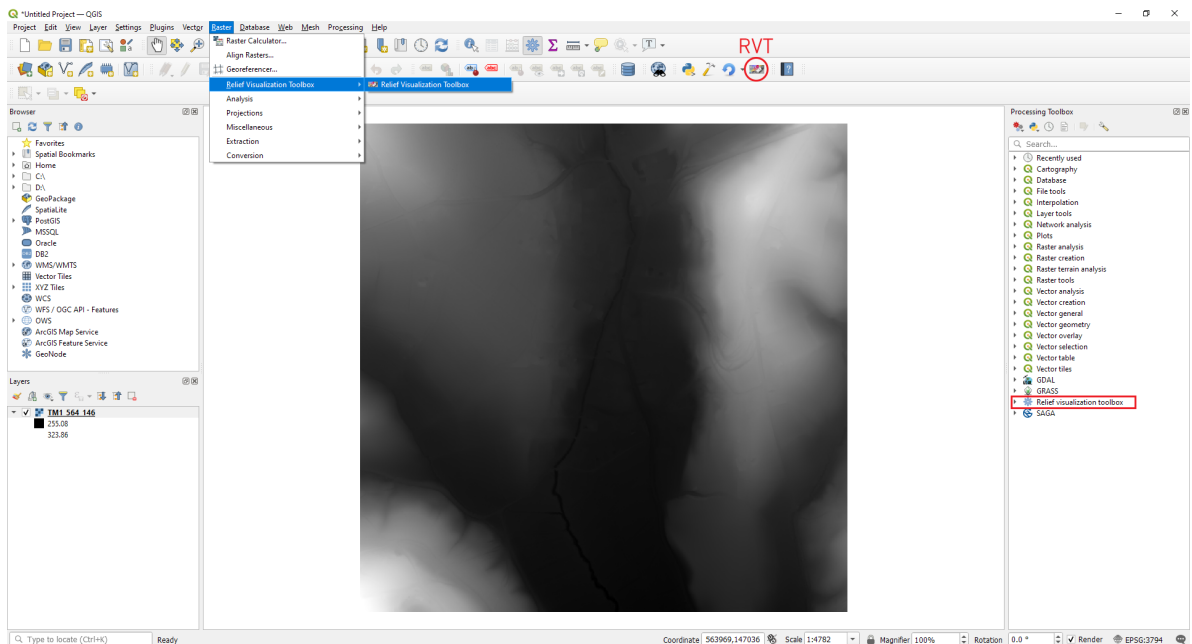 *Untitled Project — QGIS
Project Edit View Layer Settings Plugins Vector Raster Database Web Mesh Processing Help
RVT
Raster Calculator...
Align Rasters...
Georeferencer...
Relief Visualization Toolbox
Relief Visualization Toolbox
Analysis
Projections
Miscellaneous
Extraction
Conversion
Browser
Favorites
Spatial Bookmarks
Home
C:\
D:\
GeoPackage
SpatiaLite
PostGIS
MSSQL
Oracle
DB2
WMS/WMTS
Vector Tiles
XYZ Tiles
WCS
WFS / OGC API - Features
OWS
ArcGIS Map Service
ArcGIS Feature Service
GeoNode
Layers
TM1_564_146
255.08
323.86
Processing Toolbox
Search...
Recently used
Cartography
Database
File tools
Interpolation
Layer tools
Network analysis
Plots
Raster analysis
Raster creation
Raster terrain analysis
Raster tools
Vector analysis
Vector creation
Vector general
Vector geometry
Vector overlay
Vector selection
Vector table
Vector tiles
GDAL
GRASS
Relief visualization toolbox
SAGA
Type to locate (Ctrl+K) Ready Coordinate 563969,147036 Scale 1:4782 Magnifier 100% Rotation 0.0 ° Render EPSG:3794